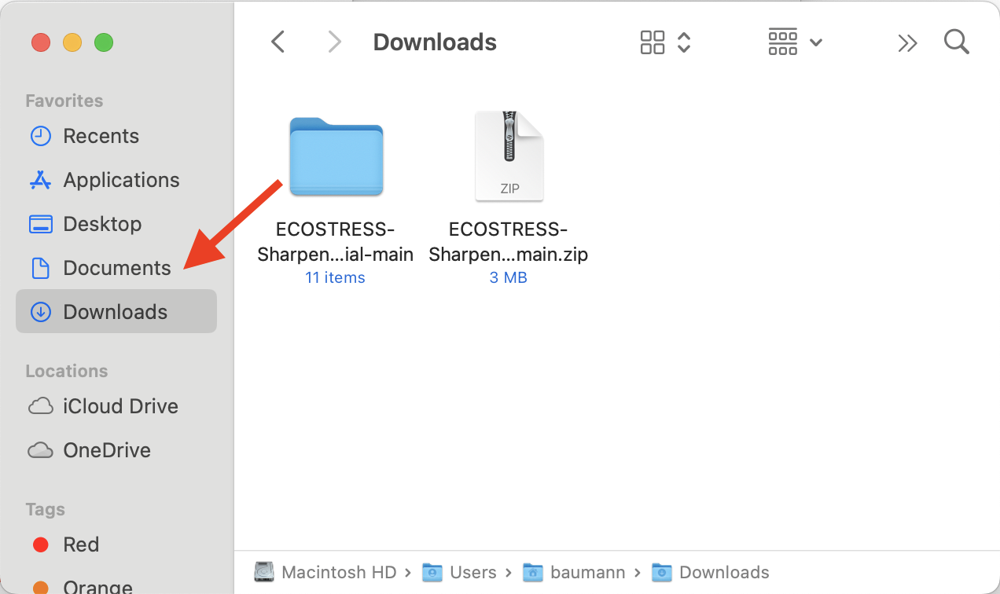 Downloads
Favorites
Recents
Applications
Desktop
Documents
Downloads
Locations
iCloud Drive
OneDrive
Tags
Red
Orange
ZIP
ECOSTRESS-
Sharpen...ial-main
11 items
ECOSTRESS-
Sharpen...main.zip
3 MB
Macintosh HD › Users › baumann › Downloads